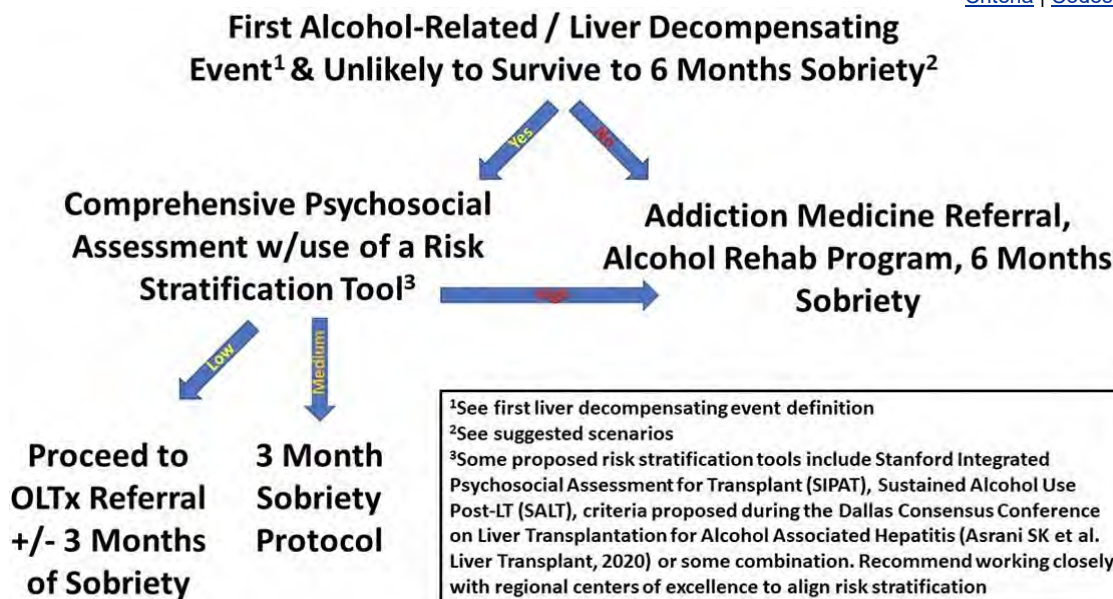 Criteria | Codes
First Alcohol-Related / Liver Decompensating
Event¹ & Unlikely to Survive to 6 Months Sobriety²
Yes
No
Comprehensive Psychosocial
Assessment w/use of a Risk
Stratification Tool³
High
Addiction Medicine Referral,
Alcohol Rehab Program, 6 Months
Sobriety
Low
Medium
Proceed to
OLTx Referral
+/- 3 Months
of Sobriety
3 Month
Sobriety
Protocol
¹See first liver decompensating event definition
²See suggested scenarios
³Some proposed risk stratification tools include Stanford Integrated
Psychosocial Assessment for Transplant (SIPAT), Sustained Alcohol Use
Post-LT (SALT), criteria proposed during the Dallas Consensus Conference
on Liver Transplantation for Alcohol Associated Hepatitis (Asrani SK et al.
Liver Transplant, 2020) or some combination. Recommend working closely
with regional centers of excellence to align risk stratification